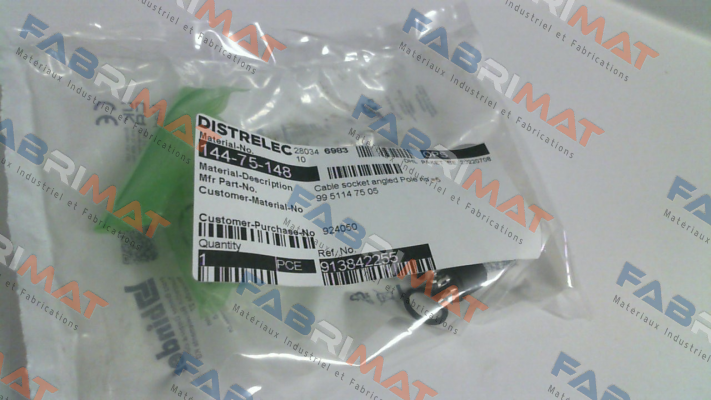 DISTRELEC 28034 6983
Material-No. 10
144-75-148
Material-Description Cable socket angled Pole
Mfr Part-No. 99 5114 75 05
Customer-Material-No
Customer-Purchase-No 924060
Quantity Ref. No.
1 PCE 913842255
FABRIMAT
Materiaux Industriel et Fabrications